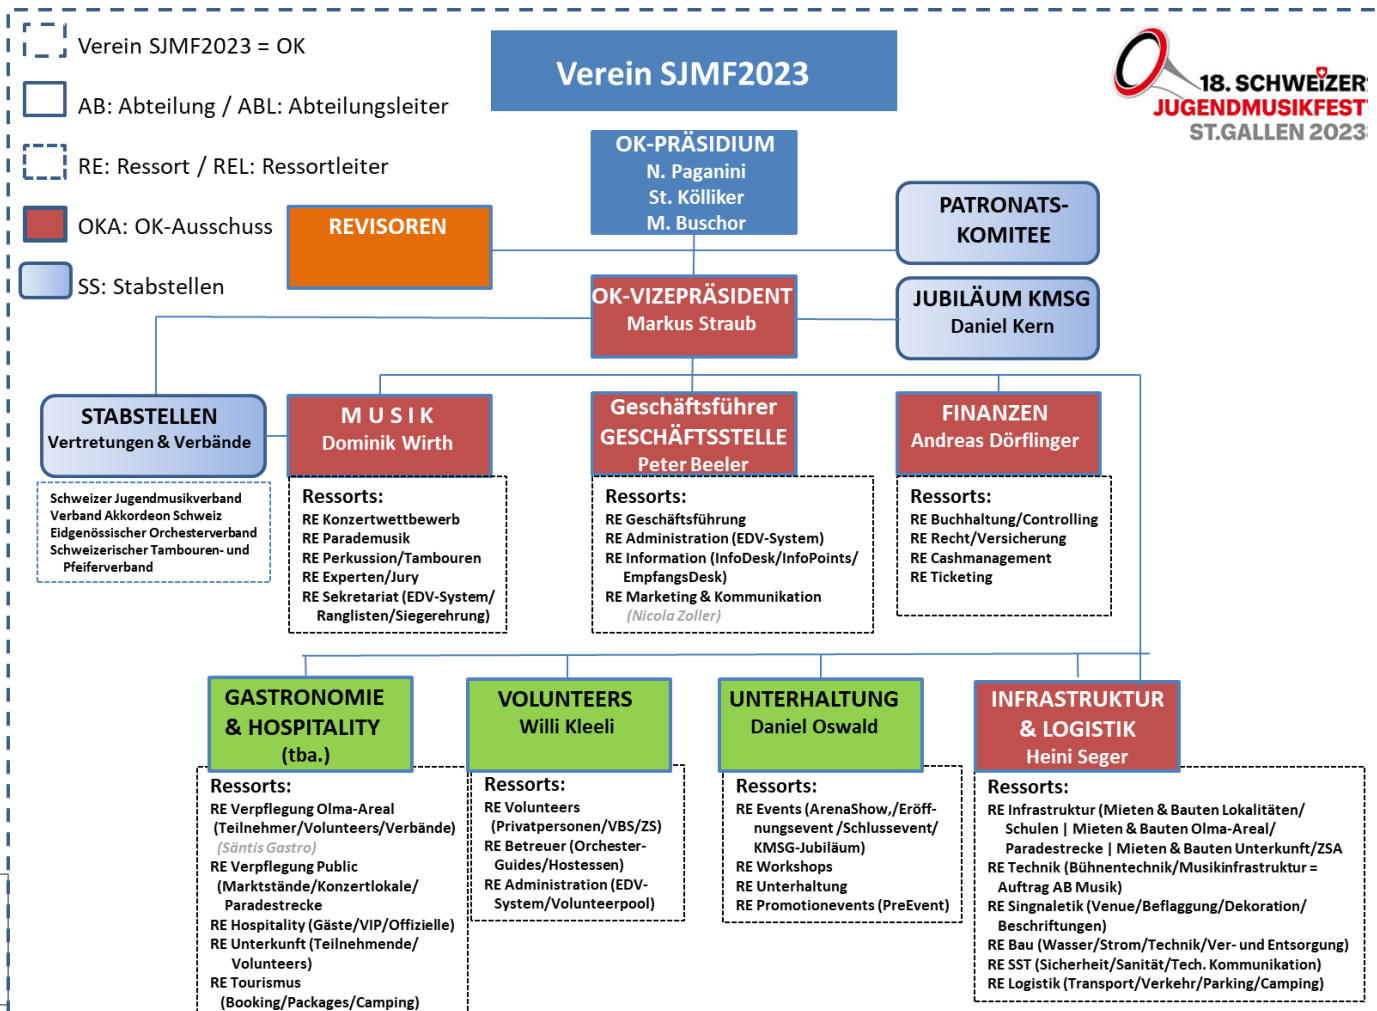 Verein SJMF2023 = OK
AB: Abteilung / ABL: Abteilungsleiter
RE: Ressort / REL: Ressortleiter
OKA: OK-Ausschuss
SS: Stabstellen
Verein SJMF2023
18. SCHWEIZER
JUGENDMUSIKFEST
ST.GALLEN 2023
OK-PRÄSIDIUM
N. Paganini
St. Kölliker
M. Buschor
REVISOREN
PATRONATS-
KOMITEE
OK-VIZEPRÄSIDENT
Markus Straub
JUBILÄUM KMSG
Daniel Kern
STABSTELLEN
Vertretungen & Verbände
Schweizer Jugendmusikverband
Verband Akkordeon Schweiz
Eidgenössischer Orchesterverband
Schweizerischer Tambouren- und
Pfeiferverband
M U S I K
Dominik Wirth
Ressorts:
RE Konzertwettbewerb
RE Parademusik
RE Perkussion/Tambouren
RE Experten/Jury
RE Sekretariat (EDV-System/
Ranglisten/Siegerehrung)
Geschäftsführer
GESCHÄFTSSTELLE
Peter Beeler
Ressorts:
RE Geschäftsführung
RE Administration (EDV-System)
RE Information (InfoDesk/InfoPoints/
EmpfangsDesk)
RE Marketing & Kommunikation
(Nicola Zoller)
FINANZEN
Andreas Dörflinger
Ressorts:
RE Buchhaltung/Controlling
RE Recht/Versicherung
RE Cashmanagement
RE Ticketing
GASTRONOMIE
& HOSPITALITY
(tba.)
Ressorts:
RE Verpflegung Olma-Areal
(Teilnehmer/Volunteers/Verbände)
(Säntis Gastro)
RE Verpflegung Public
(Marktstände/Konzertlokale/
Paradestrecke
RE Hospitality (Gäste/VIP/Offizielle)
RE Unterkunft (Teilnehmende/
Volunteers)
RE Tourismus
(Booking/Packages/Camping)
VOLUNTEERS
Willi Kleeli
Ressorts:
RE Volunteers
(Privatpersonen/VBS/ZS)
RE Betreuer (Orchester-
Guides/Hostessen)
RE Administration (EDV-
System/Volunteerpool)
UNTERHALTUNG
Daniel Oswald
Ressorts:
RE Events (ArenaShow,/Eröff-
nungsevent /Schlussevent/
KMSG-Jubiläum)
RE Workshops
RE Unterhaltung
RE Promotionevents (PreEvent)
INFRASTRUKTUR
& LOGISTIK
Heini Seger
Ressorts:
RE Infrastruktur (Mieten & Bauten Lokalitäten/
Schulen | Mieten & Bauten Olma-Areal/
Paradestrecke | Mieten & Bauten Unterkunft/ZSA
RE Technik (Bühnentechnik/Musikinfrastruktur =
Auftrag AB Musik)
RE Singnaletik (Venue/Beflaggung/Dekoration/
Beschriftungen)
RE Bau (Wasser/Strom/Technik/Ver- und Entsorgung)
RE SST (Sicherheit/Sanität/Tech. Kommunikation)
RE Logistik (Transport/Verkehr/Parking/Camping)